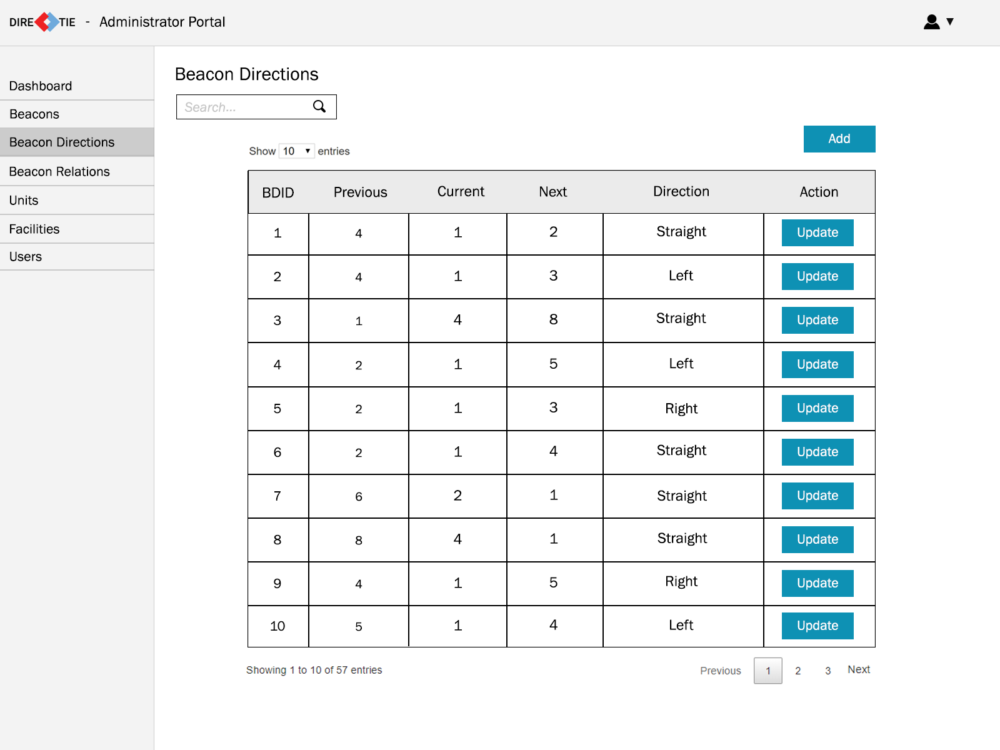 DIRE TIE - Administrator Portal
Dashboard
Beacons
Beacon Directions
Beacon Relations
Units
Facilities
Users
Beacon Directions
Search...
Add
Show 10 entries
BDID Previous Current Next Direction Action
1 4 1 2 Straight Update
2 4 1 3 Left Update
3 1 4 8 Straight Update
4 2 1 5 Left Update
5 2 1 3 Right Update
6 2 1 4 Straight Update
7 6 2 1 Straight Update
8 8 4 1 Straight Update
9 4 1 5 Right Update
10 5 1 4 Left Update
Showing 1 to 10 of 57 entries
Previous 1 2 3 Next